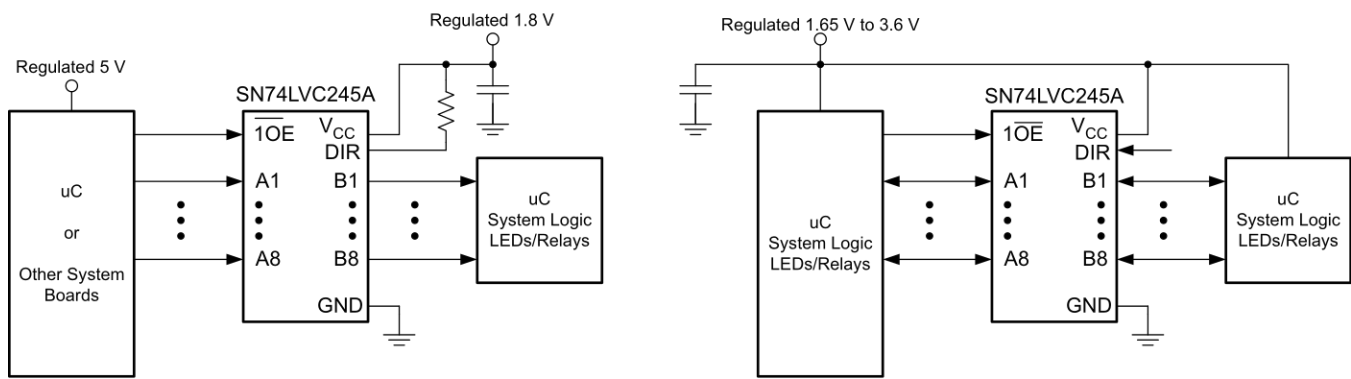 Regulated 1.8 V
Regulated 5 V
SN74LVC245A
1OE
VCC
DIR
A1
B1
A8
B8
GND
uC
or
Other System
Boards
uC
System Logic
LEDs/Relays
Regulated 1.65 V to 3.6 V
SN74LVC245A
1OE
VCC
DIR
A1
B1
A8
B8
GND
uC
System Logic
LEDs/Relays
uC
System Logic
LEDs/Relays